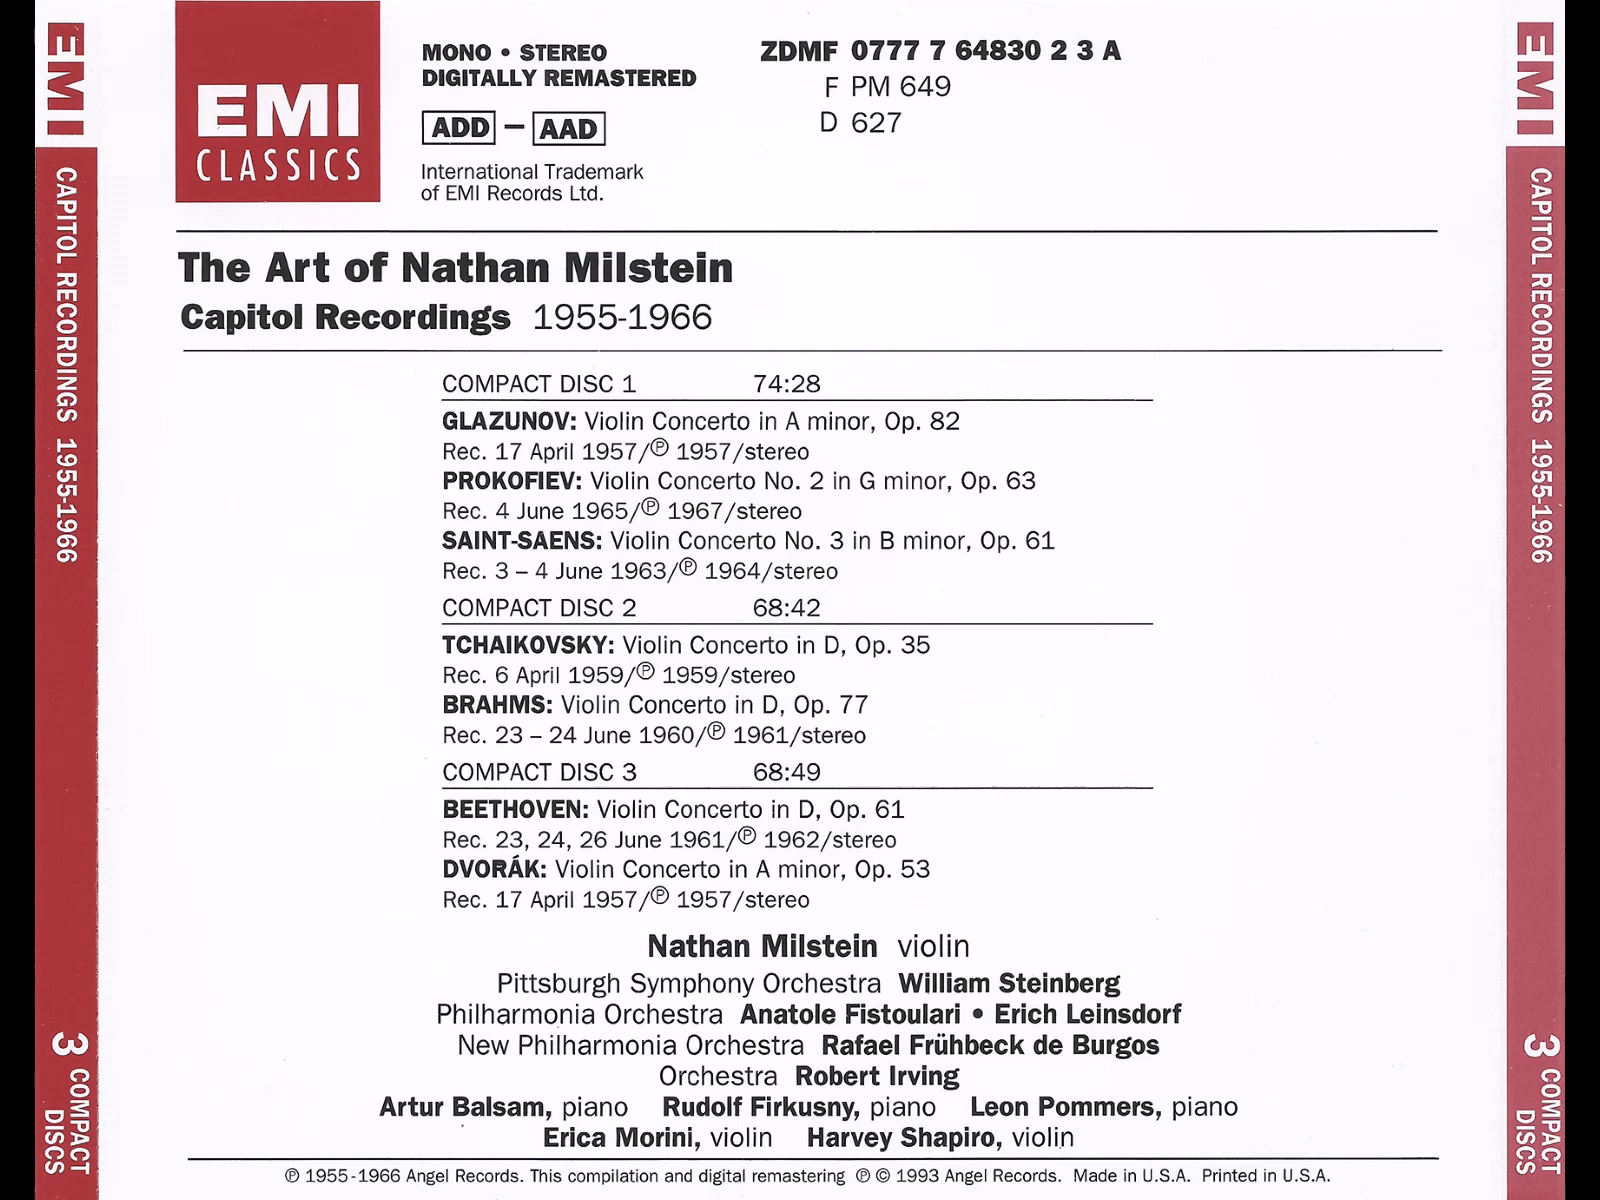 EMI
CAPITOL RECORDINGS 1955-1966
3 COMPACT
DISCS
EMI
CLASSICS
MONO • STEREO
DIGITALLY REMASTERED
ADD – AAD
International Trademark
of EMI Records Ltd.
ZDMF 0777 7 64830 2 3 A
F PM 649
D 627
The Art of Nathan Milstein
Capitol Recordings 1955-1966
COMPACT DISC 1 74:28
GLAZUNOV: Violin Concerto in A minor, Op. 82
Rec. 17 April 1957/℗ 1957/stereo
PROKOFIEV: Violin Concerto No. 2 in G minor, Op. 63
Rec. 4 June 1965/℗ 1967/stereo
SAINT-SAENS: Violin Concerto No. 3 in B minor, Op. 61
Rec. 3 – 4 June 1963/℗ 1964/stereo
COMPACT DISC 2 68:42
TCHAIKOVSKY: Violin Concerto in D, Op. 35
Rec. 6 April 1959/℗ 1959/stereo
BRAHMS: Violin Concerto in D, Op. 77
Rec. 23 – 24 June 1960/℗ 1961/stereo
COMPACT DISC 3 68:49
BEETHOVEN: Violin Concerto in D, Op. 61
Rec. 23, 24, 26 June 1961/℗ 1962/stereo
DVORÁK: Violin Concerto in A minor, Op. 53
Rec. 17 April 1957/℗ 1957/stereo
Nathan Milstein violin
Pittsburgh Symphony Orchestra William Steinberg
Philharmonia Orchestra Anatole Fistoulari • Erich Leinsdorf
New Philharmonia Orchestra Rafael Frühbeck de Burgos
Orchestra Robert Irving
Artur Balsam, piano Rudolf Firkusny, piano Leon Pommers, piano
Erica Morini, violin Harvey Shapiro, violin
℗ 1955-1966 Angel Records. This compilation and digital remastering ℗ © 1993 Angel Records. Made in U.S.A. Printed in U.S.A.
EMI
CAPITOL RECORDINGS 1955-1966
3 COMPACT
DISCS